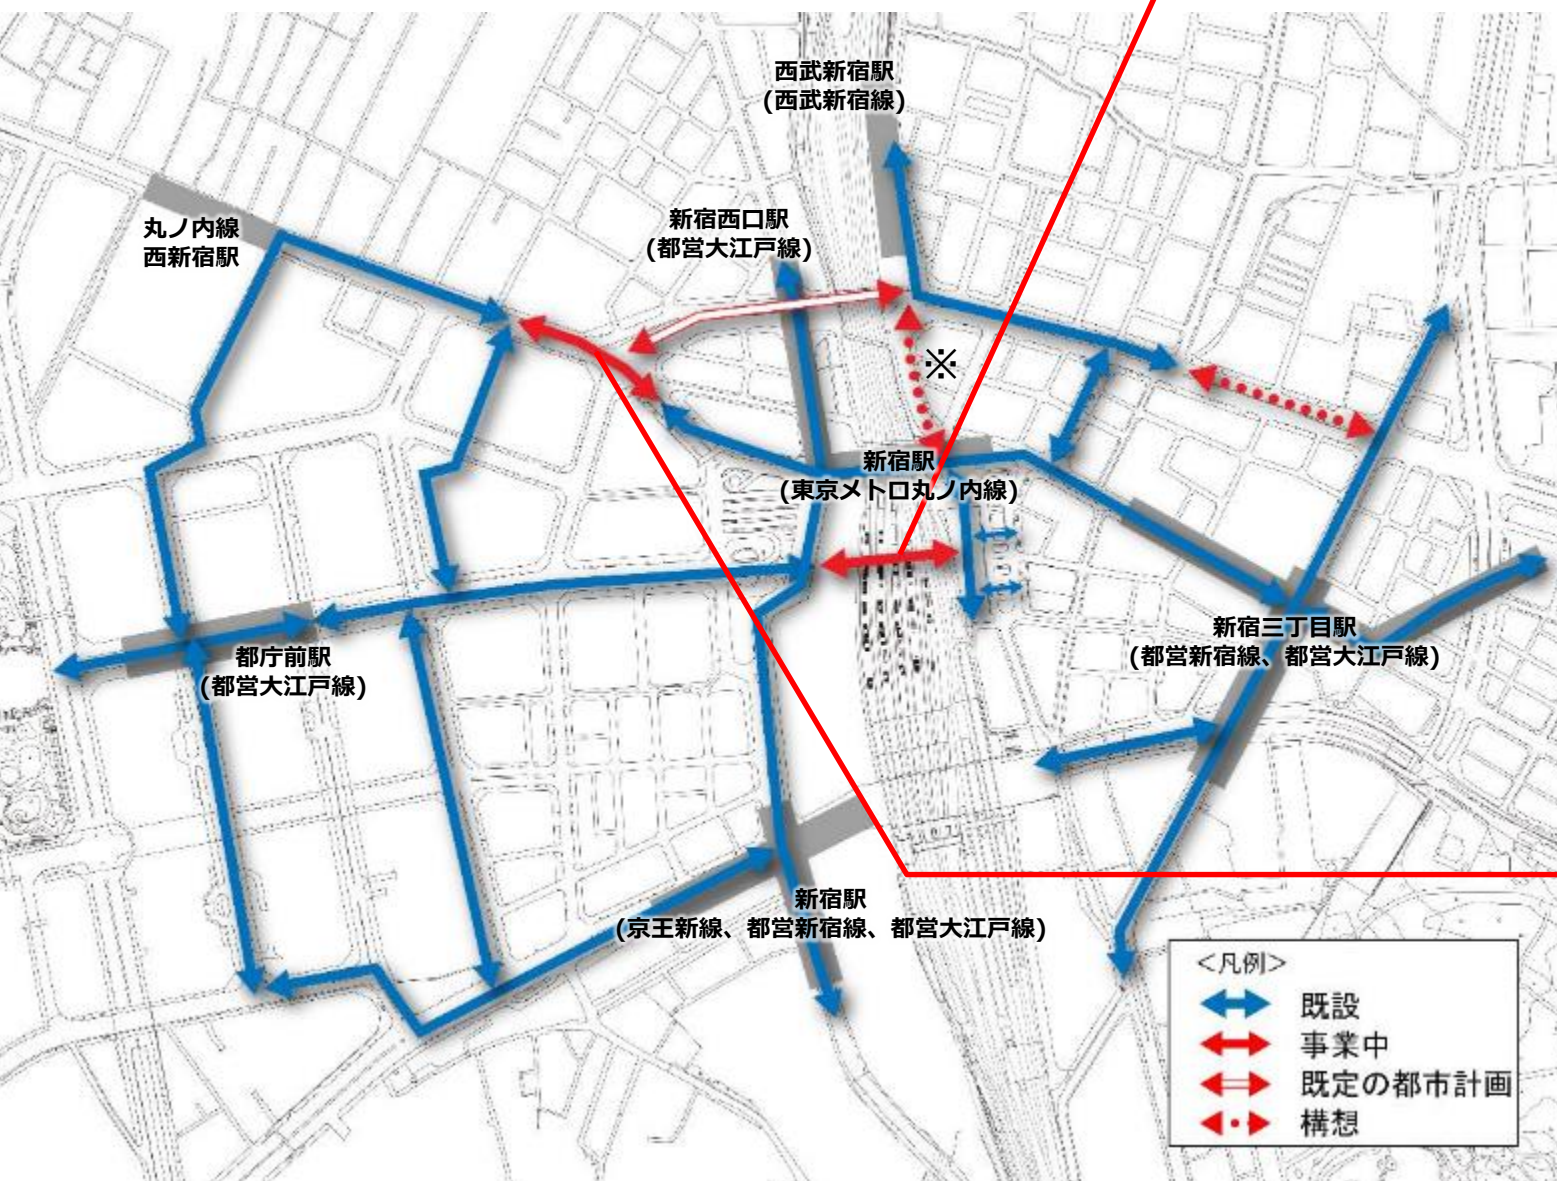 西武新宿駅
(西武新宿線)
丸ノ内線
西新宿駅
新宿西口駅
(都営大江戸線)
※
新宿駅
(東京メトロ丸ノ内線)
新宿三丁目駅
(都営新宿線、都営大江戸線)
都庁前駅
(都営大江戸線)
新宿駅
(京王新線、都営新宿線、都営大江戸線)
<凡例>
既設
事業中
既定の都市計画
構想